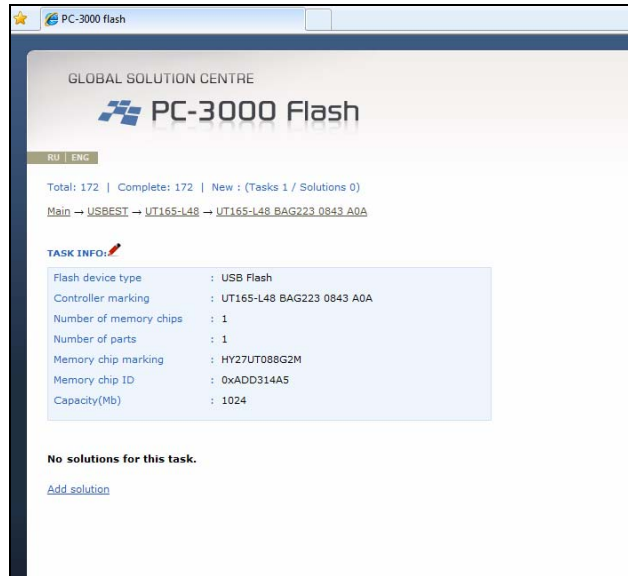 PC-3000 flash
GLOBAL SOLUTION CENTRE
PC-3000 Flash
RU | ENG
Total: 172 | Complete: 172 | New : (Tasks 1 / Solutions 0)
Main → USBEST → UT165-L48 → UT165-L48 BAG223 0843 A0A
TASK INFO:
Flash device type : USB Flash
Controller marking : UT165-L48 BAG223 0843 A0A
Number of memory chips : 1
Number of parts : 1
Memory chip marking : HY27UT088G2M
Memory chip ID : 0xADD314A5
Capacity(Mb) : 1024
No solutions for this task.
Add solution